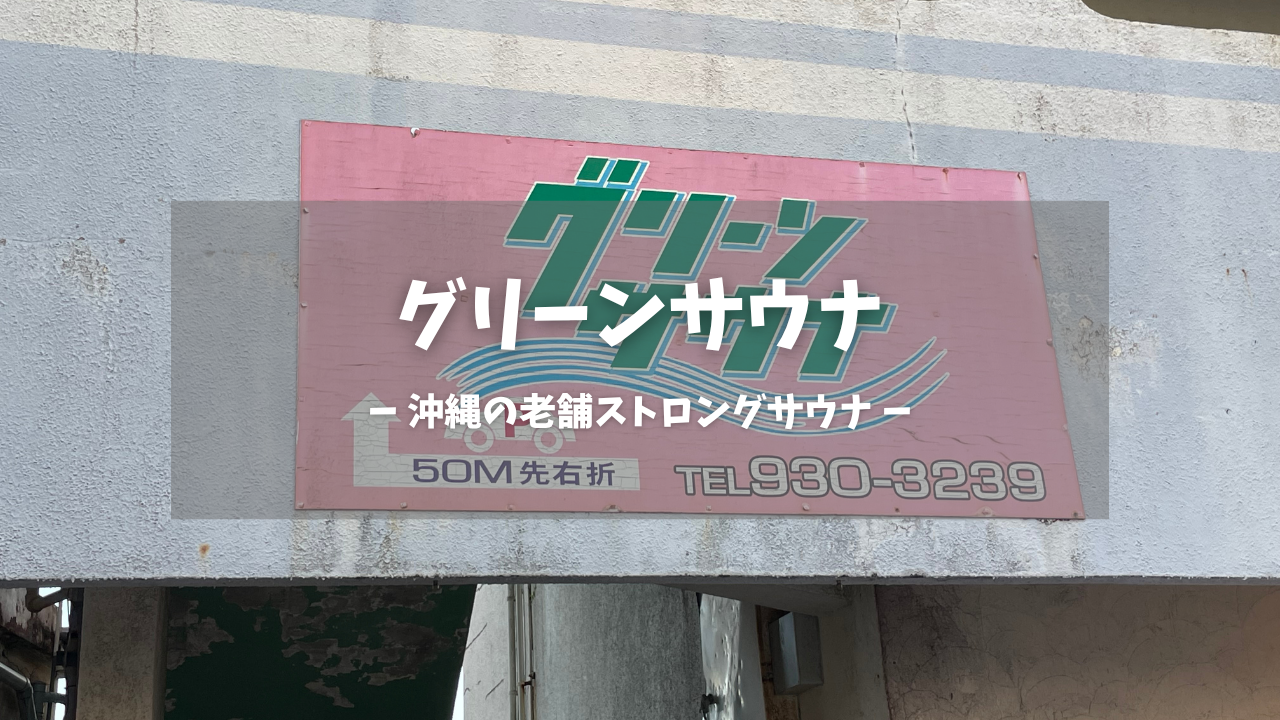 グリーン
サウナ
グリーンサウナ
ー 沖縄の老舗ストロングサウナ ー
50M先右折
TEL930-3239